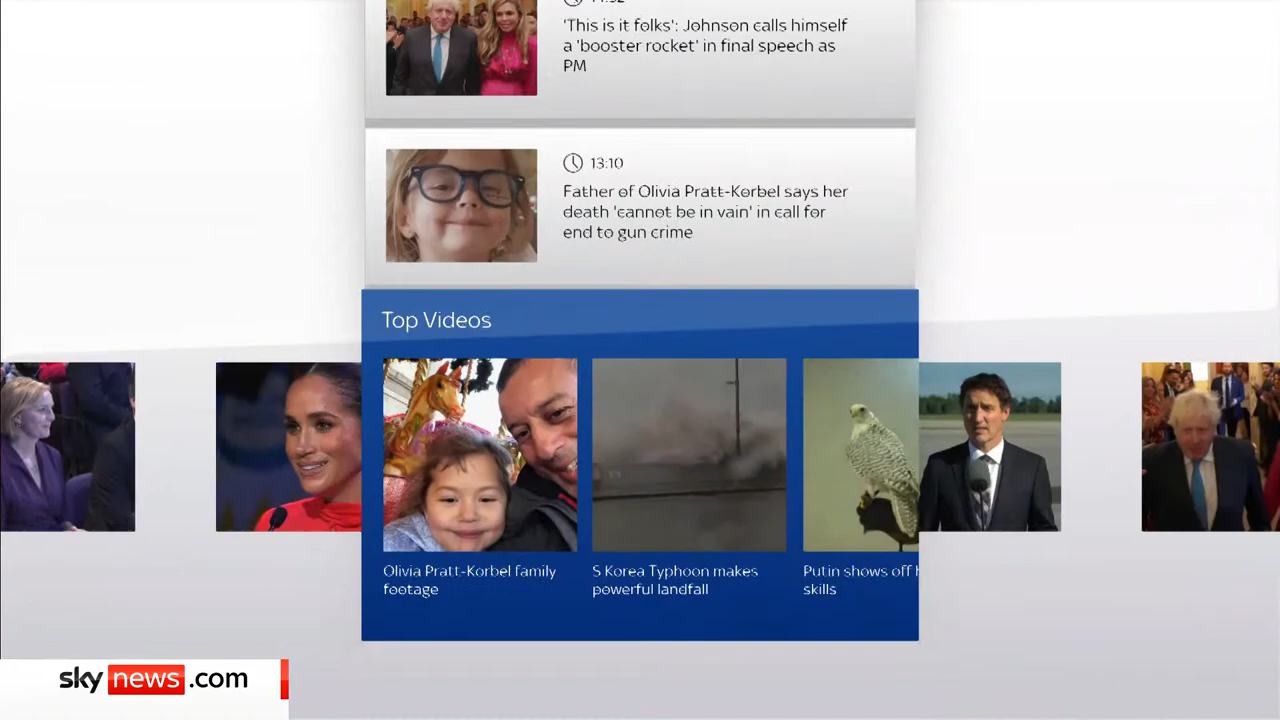 'This is it folks': Johnson calls himself
a 'booster rocket' in final speech as
PM
13:10
Father of Olivia Pratt-Korbel says her
death 'cannot be in vain' in call for
end to gun crime
Top Videos
Olivia Pratt-Korbel family
footage
S Korea Typhoon makes
powerful landfall
Putin shows off
skills
sky news .com